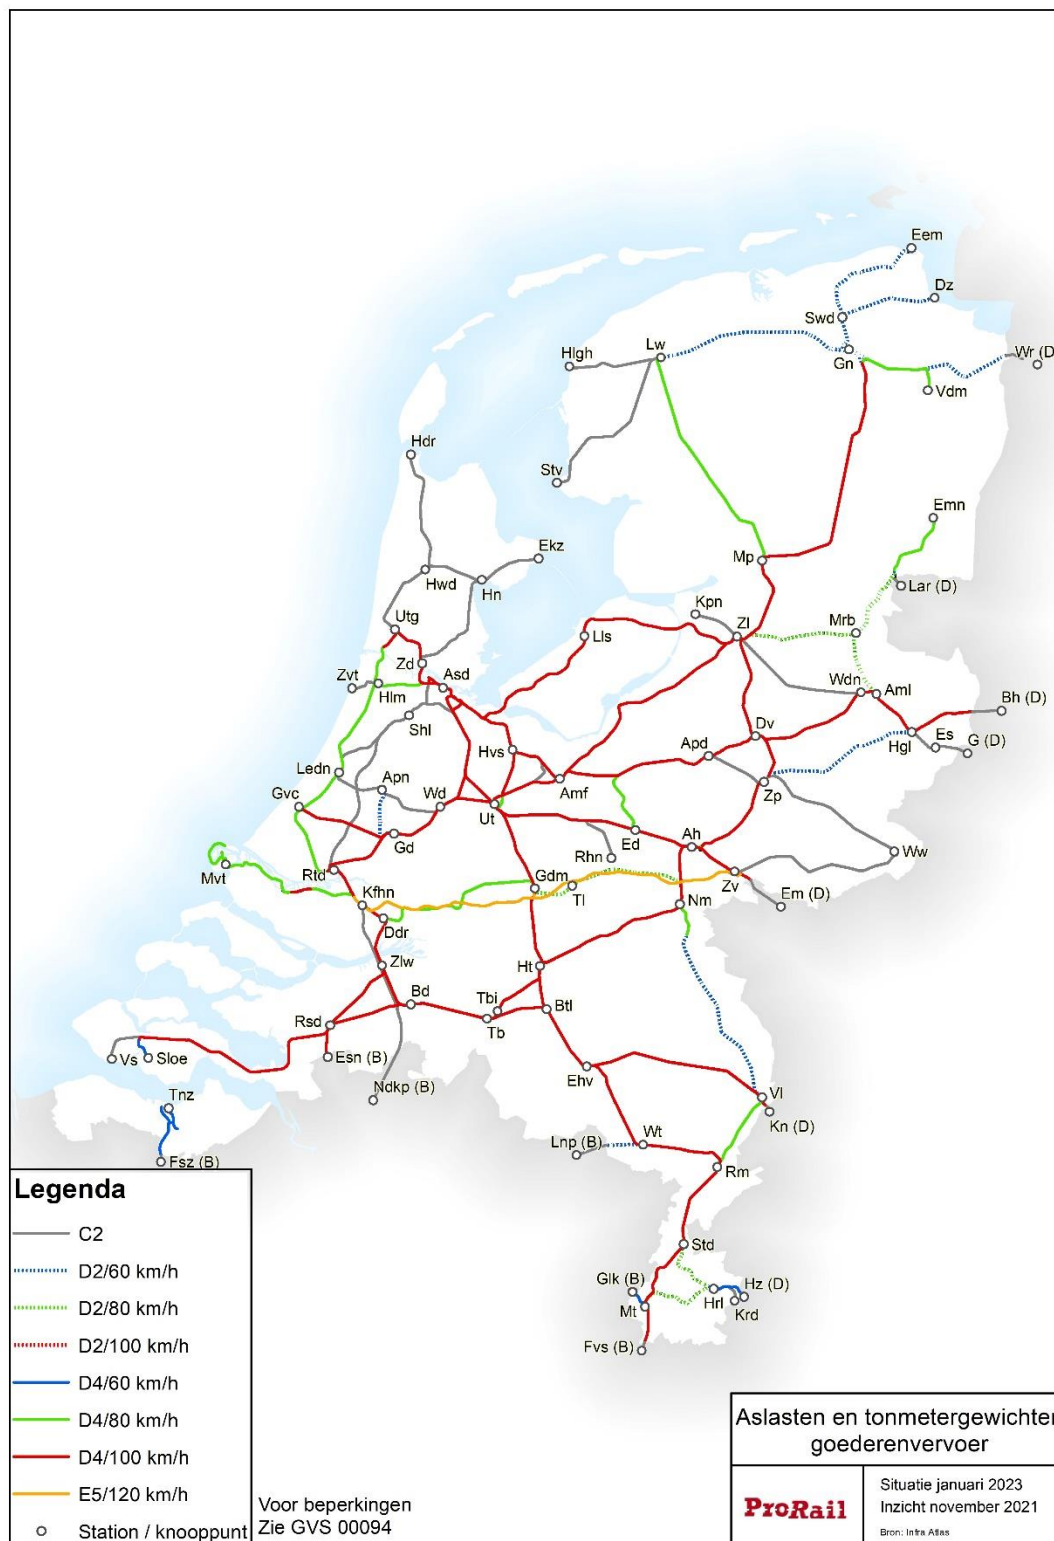 Eem
Dz
Swd
Hlgh
Lw
Gn
Wr (D
Vdm
Hdr
Stv
Emn
Ekz
Mp
Hwd
Hn
Lar (D)
Kpn
Utg
Lls
Zl
Mrb
Zd
Zvt
Asd
Wdn
Aml
Hlm
Bh (D)
Shl
Dv
Es
Hvs
Apd
Hgl
G (D)
Ledn
Apn
Amf
Gvc
Wd
Zp
Ut
Gd
Ed
Ah
Ww
Rhn
Mvt
Rtd
Gdm
Zv
Kfhn
Tl
Em (D)
Nm
Ddr
Zlw
Ht
Bd
Tbi
Btl
Rsd
Tb
Vs
Sloe
Esn (B)
Ehv
Ndkp (B)
Tnz
Vl
Kn (D)
Lnp (B)
Wt
Fsz (B)
Rm
Std
Glk (B)
Hz (D)
Mt
Hrl
Krd
Fvs (B)
Legenda
C2
D2/60 km/h
D2/80 km/h
D2/100 km/h
D4/60 km/h
D4/80 km/h
D4/100 km/h
E5/120 km/h
Station / knooppunt
Voor beperkingen
Zie GVS 00094
Aslasten en tonmetergewichten
goederenvervoer
ProRail
Situatie januari 2023
Inzicht november 2021
Bron: Infra Atlas